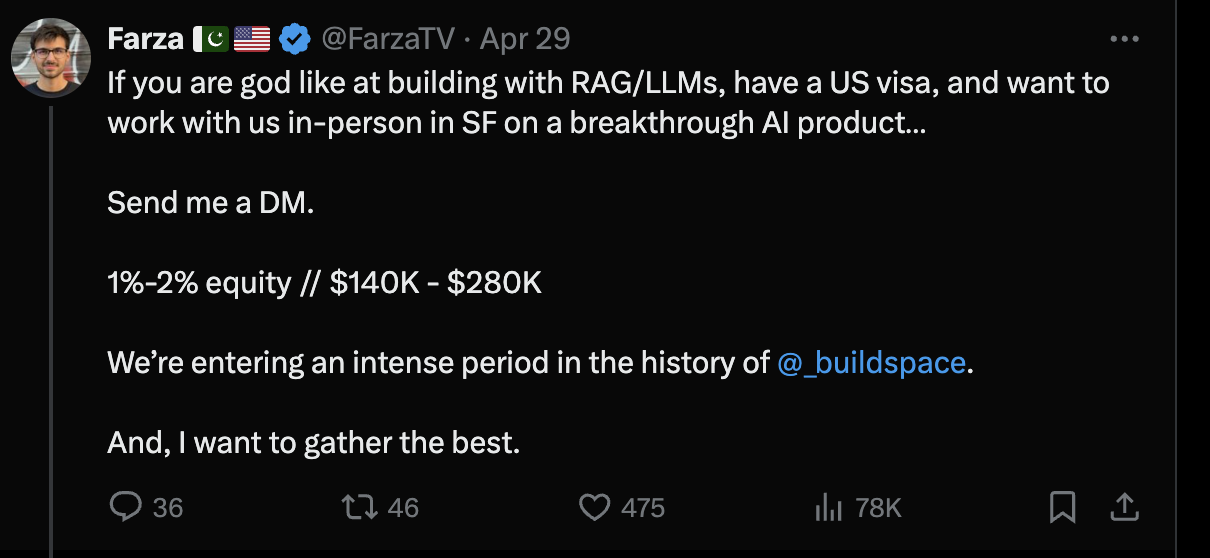 Farza 🇵🇰🇺🇸 @FarzaTV · Apr 29
If you are god like at building with RAG/LLMs, have a US visa, and want to
work with us in-person in SF on a breakthrough AI product...
Send me a DM.
1%-2% equity // $140K - $280K
We’re entering an intense period in the history of @_buildspace.
And, I want to gather the best.
36 46 475 78K